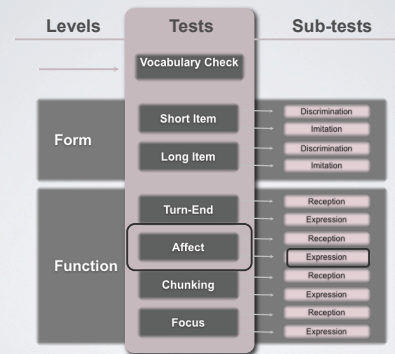 Levels Tests Sub-tests
Vocabulary Check
Form
Short Item
Discrimination
Imitation
Long Item
Discrimination
Imitation
Function
Turn-End
Reception
Expression
Affect
Reception
Expression
Chunking
Reception
Expression
Focus
Reception
Expression